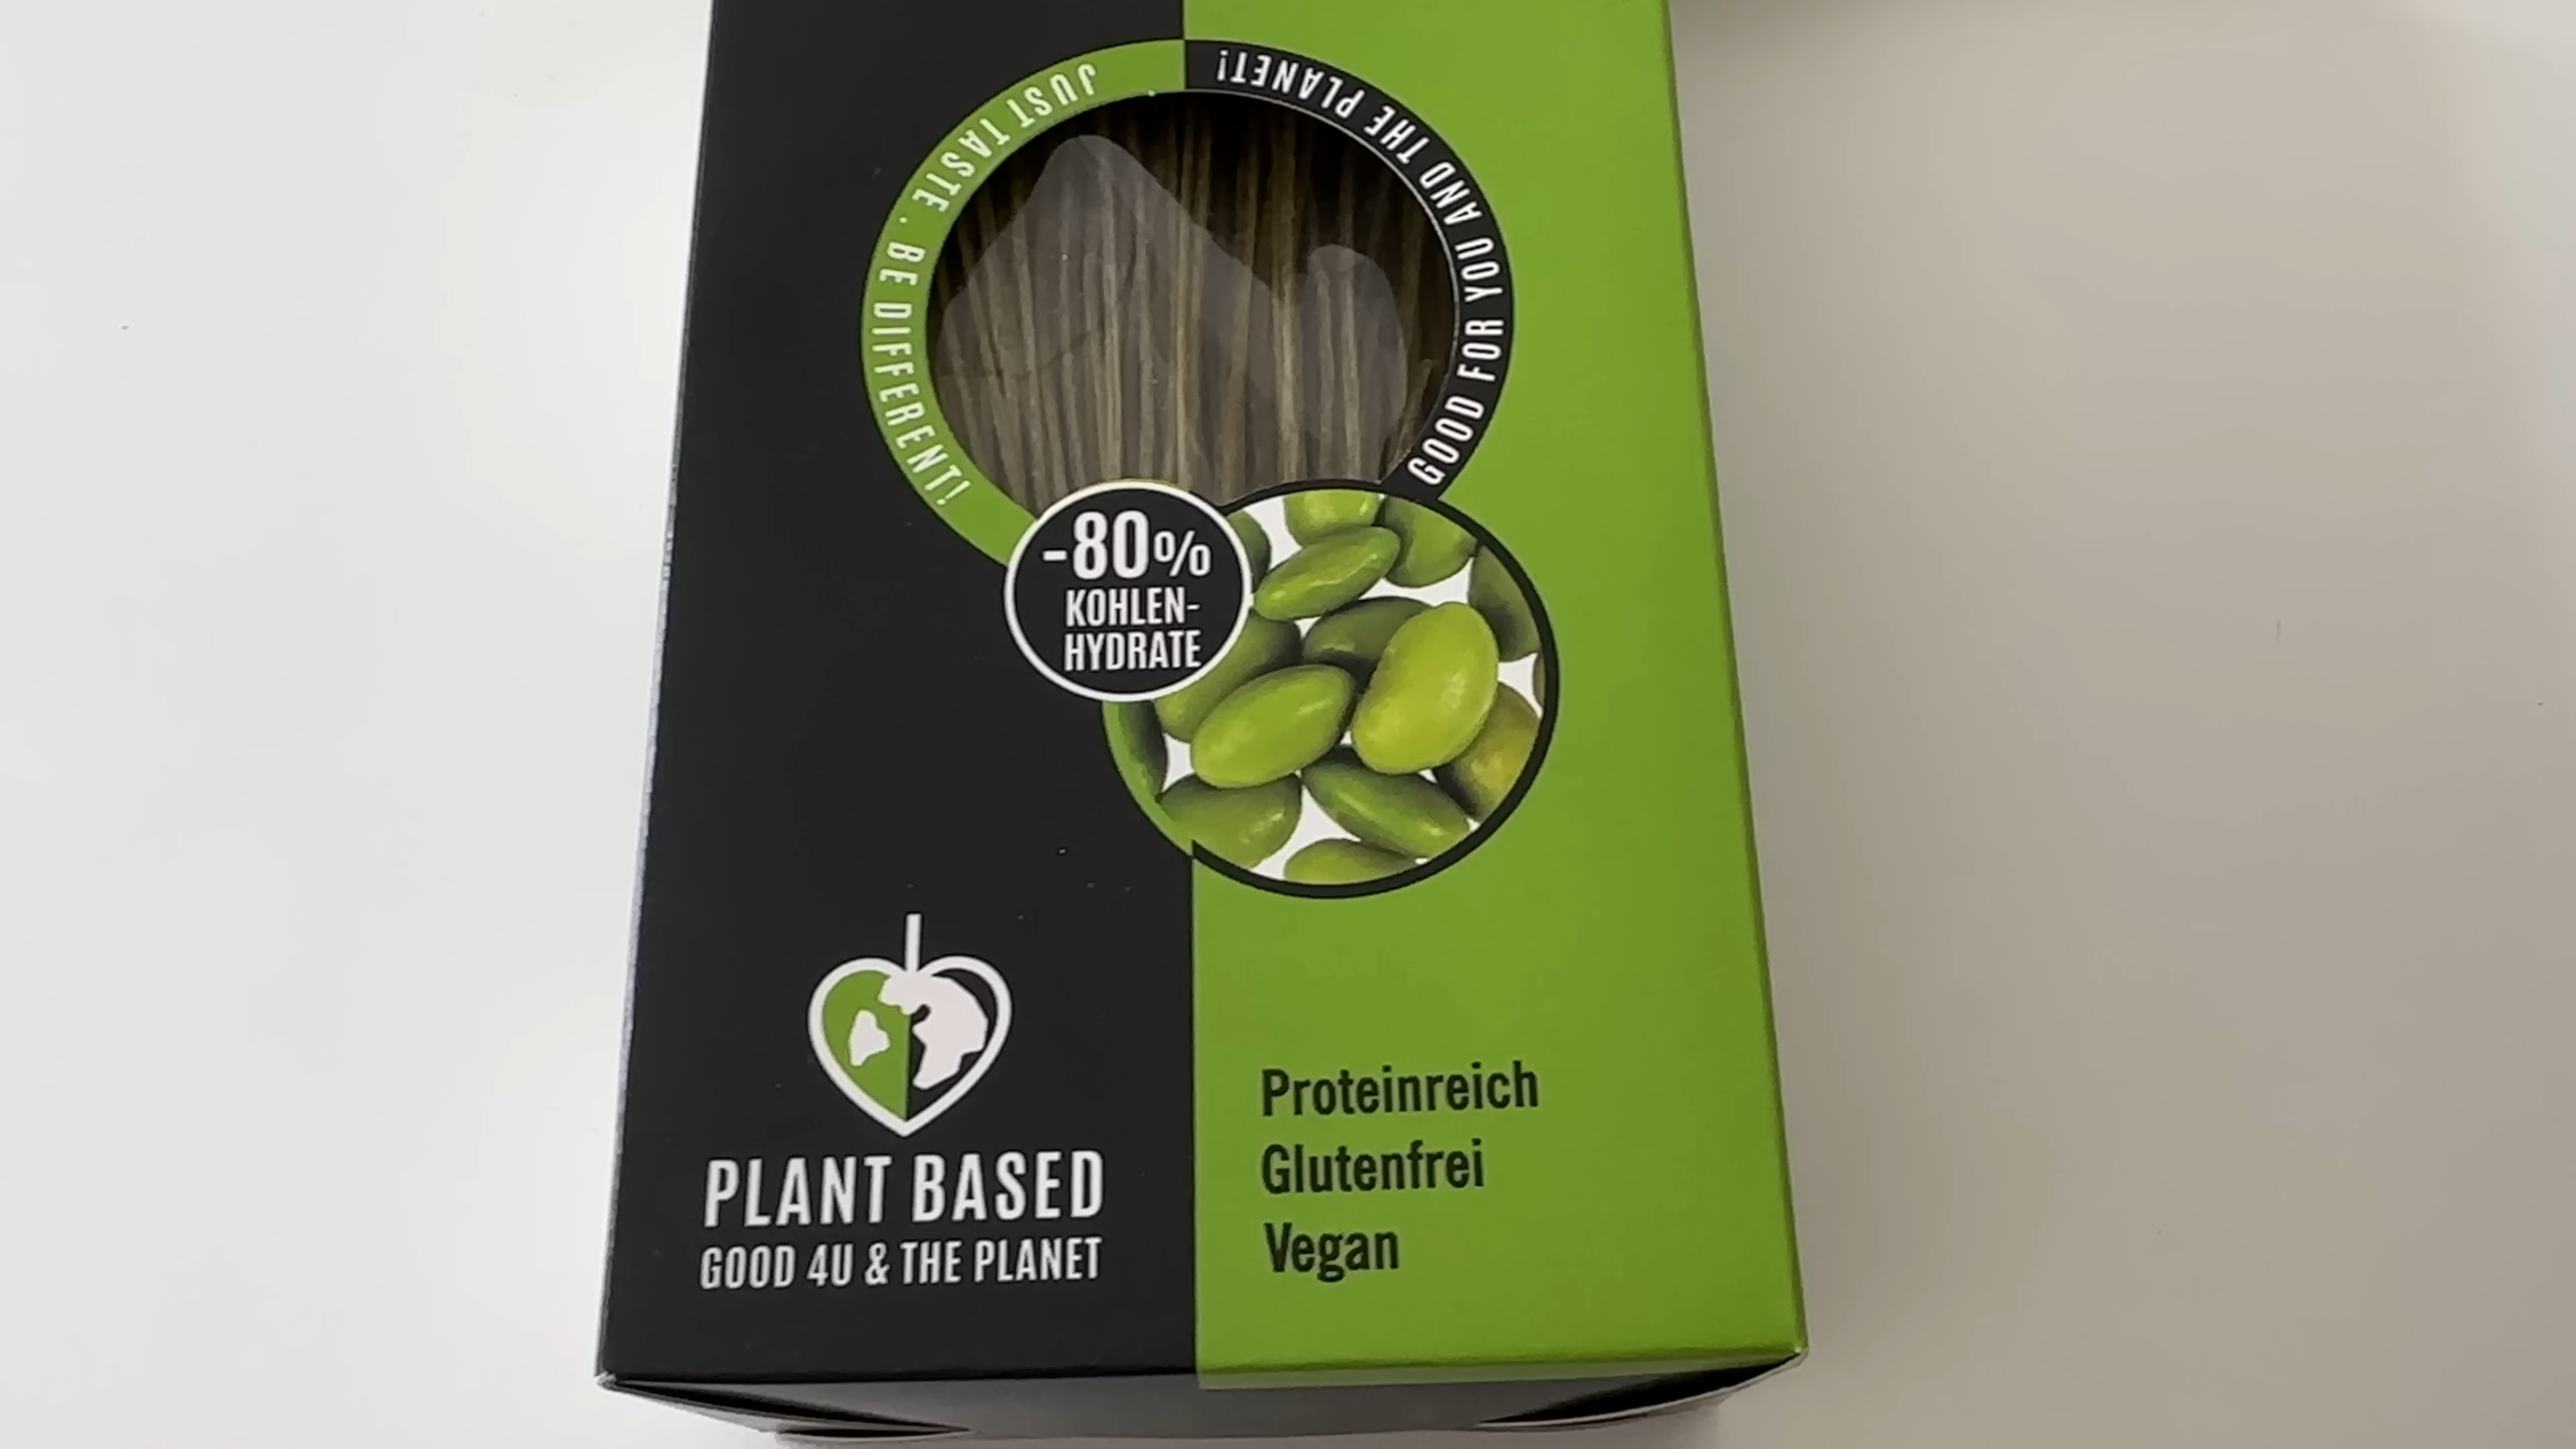 JUST TASTE . BE DIFFERENT!
GOOD FOR YOU AND THE PLANET!
-80%
KOHLEN-
HYDRATE
PLANT BASED
GOOD 4U & THE PLANET
Proteinreich
Glutenfrei
Vegan